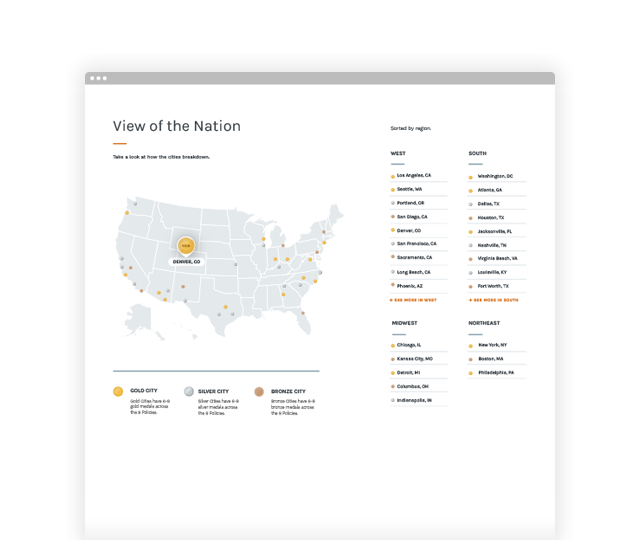 View of the Nation
Take a look at how the cities breakdown.
DENVER, CO
GOLD CITY
Gold Cities have 6-9
gold medals across
the 9 Policies.
SILVER CITY
Silver Cities have 6-9
silver medals across
the 9 Policies.
BRONZE CITY
Bronze Cities have 6-9
bronze medals across
the 9 Policies.
Sorted by region.
WEST
Los Angeles, CA
Seattle, WA
Portland, OR
San Diego, CA
Denver, CO
San Francisco, CA
Sacramento, CA
Long Beach, CA
Phoenix, AZ
+ SEE MORE IN WEST
SOUTH
Washington, DC
Atlanta, GA
Dallas, TX
Houston, TX
Jacksonville, FL
Nashville, TN
Virginia Beach, VA
Louisville, KY
Fort Worth, TX
+ SEE MORE IN SOUTH
MIDWEST
Chicago, IL
Kansas City, MO
Detroit, MI
Columbus, OH
Indianapolis, IN
NORTHEAST
New York, NY
Boston, MA
Philadelphia, PA